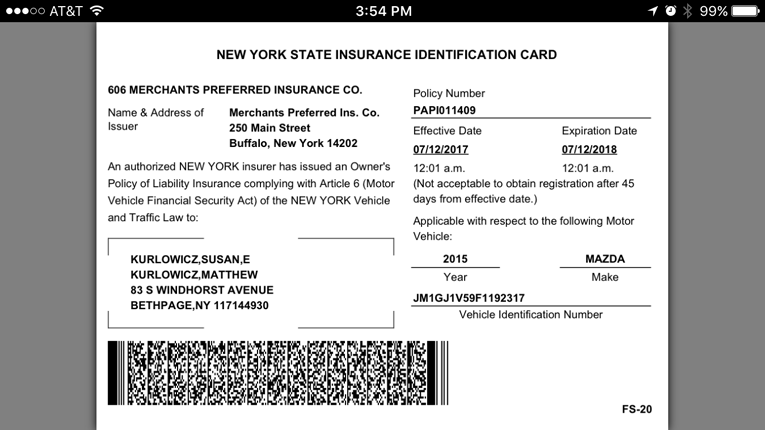 AT&T 3:54 PM 99%
NEW YORK STATE INSURANCE IDENTIFICATION CARD
606 MERCHANTS PREFERRED INSURANCE CO.
Name & Address of Issuer
Merchants Preferred Ins. Co.
250 Main Street
Buffalo, New York 14202
An authorized NEW YORK insurer has issued an Owner's
Policy of Liability Insurance complying with Article 6 (Motor
Vehicle Financial Security Act) of the NEW YORK Vehicle
and Traffic Law to:
KURLOWICZ,SUSAN,E
KURLOWICZ,MATTHEW
83 S WINDHORST AVENUE
BETHPAGE,NY 117144930
Policy Number
PAPI011409
Effective Date Expiration Date
07/12/2017 07/12/2018
12:01 a.m. 12:01 a.m.
(Not acceptable to obtain registration after 45
days from effective date.)
Applicable with respect to the following Motor
Vehicle:
2015 MAZDA
Year Make
JM1GJ1V59F1192317
Vehicle Identification Number
FS-20